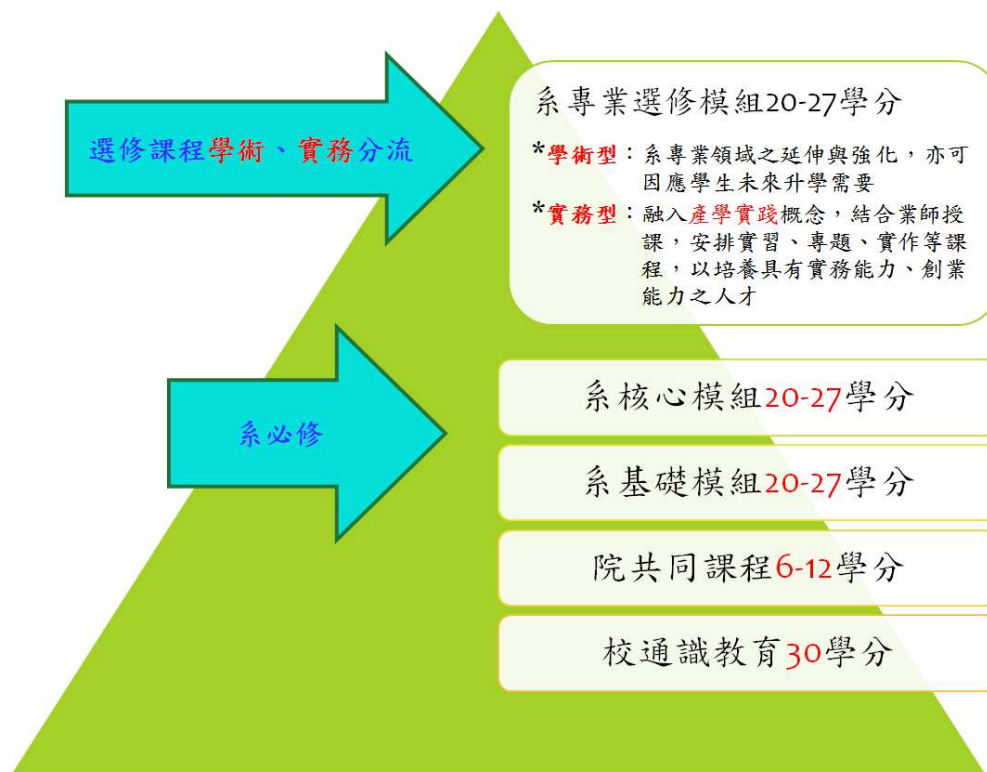 選修課程學術、實務分流
系專業選修模組20-27學分
*學術型：系專業領域之延伸與強化，亦可
因應學生未來升學需要
*實務型：融入產學實踐概念，結合業師授
課，安排實習、專題、實作等課
程，以培養具有實務能力、創業
能力之人才
系必修
系核心模組20-27學分
系基礎模組20-27學分
院共同課程6-12學分
校通識教育30學分